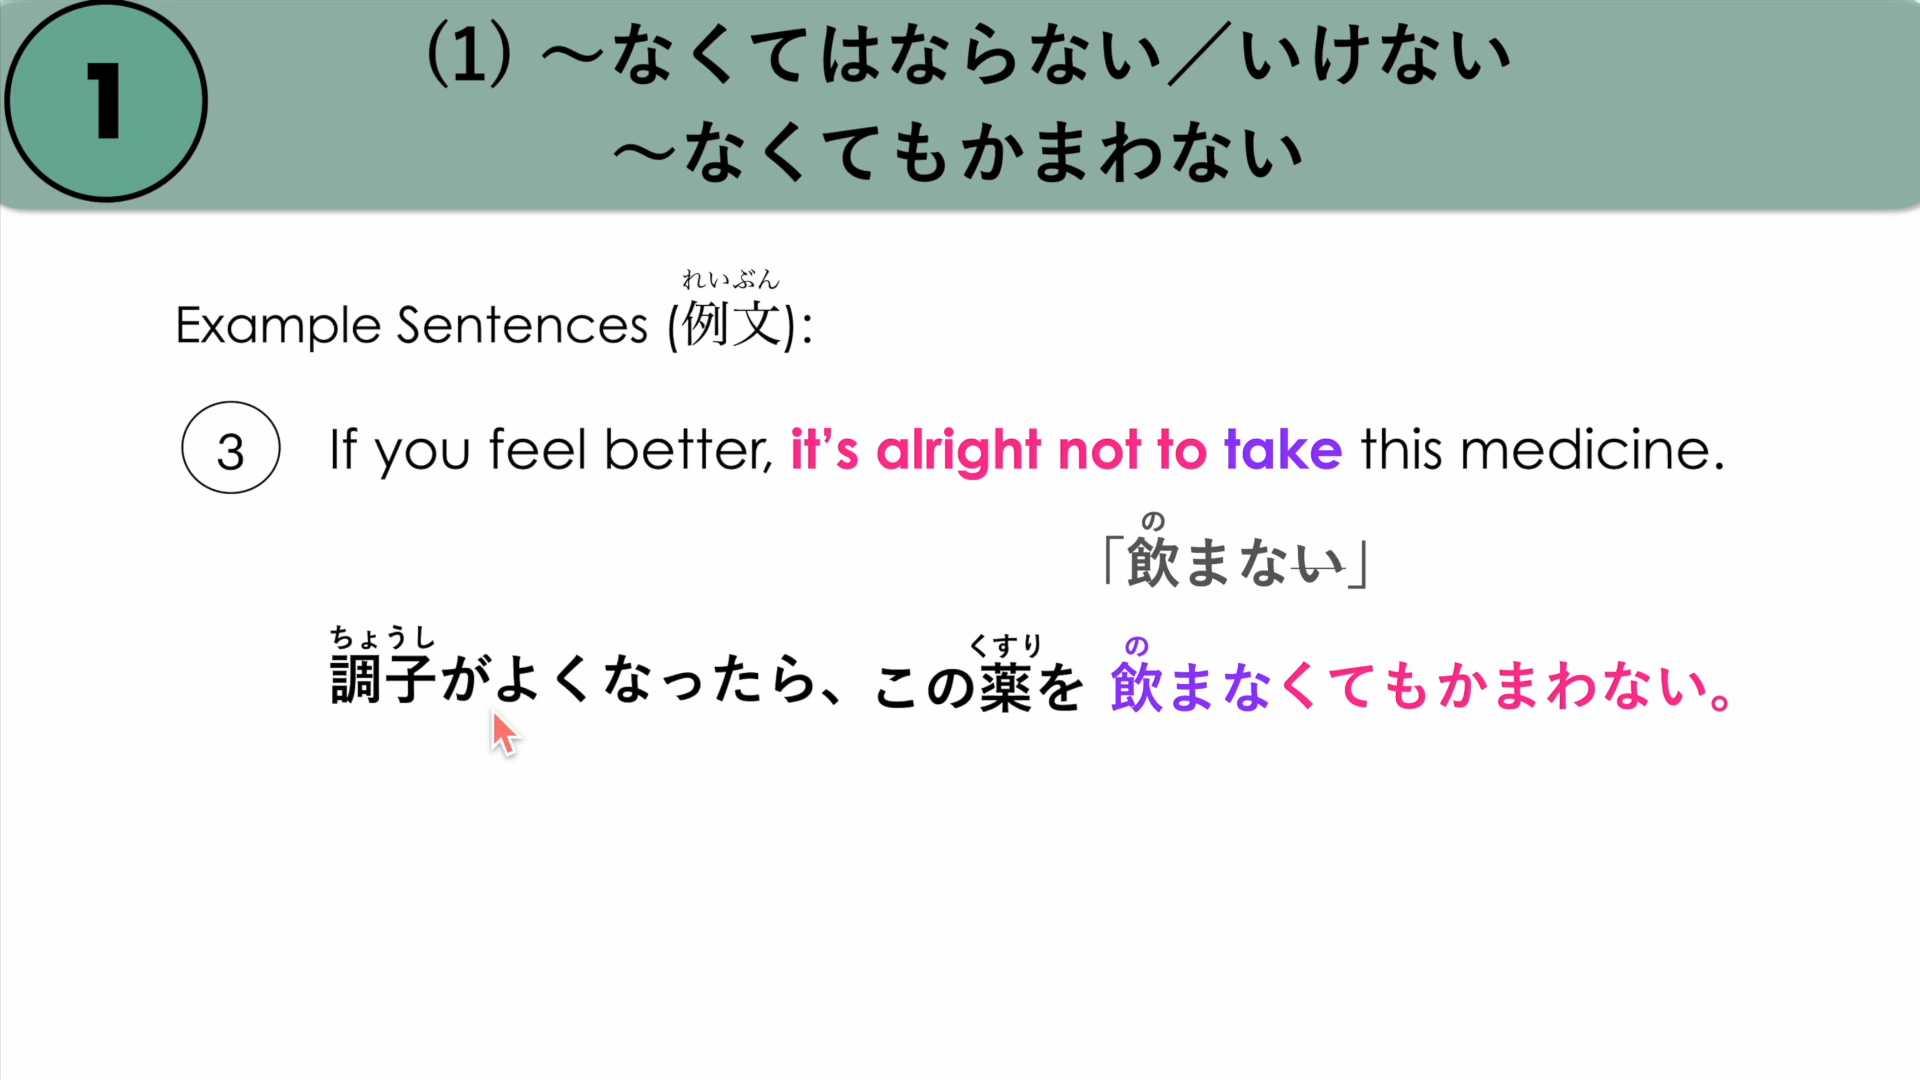 1
(1) ～なくてはならない／いけない
～なくてもかまわない
れいぶん
Example Sentences (例文):
3 If you feel better, it's alright not to take this medicine.
の
「飲まない」
ちょうし くすり の
調子がよくなったら、この薬を 飲まなくてもかまわない。